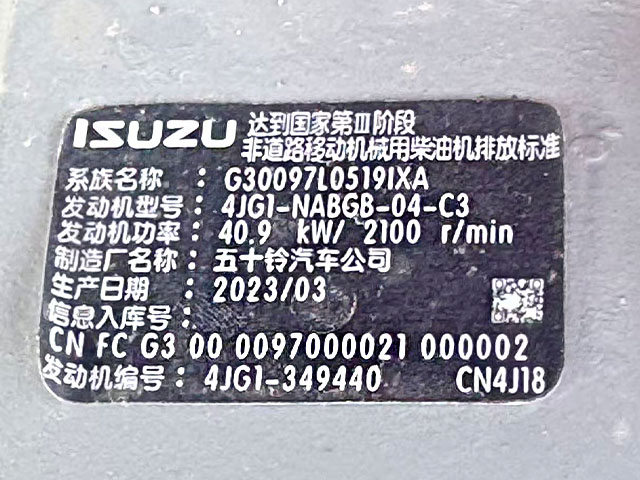 ISUZU 达到国家第Ⅲ阶段
非道路移动机械用柴油机排放标准
系族名称： G30097L0519IXA
发动机型号： 4JG1-NABGB-04-C3
发动机功率： 40.9 kW/ 2100 r/min
制造厂名称： 五十铃汽车公司
生产日期： 2023/03
信息入库号：
CN FC G3 00 0097000021 000002
发动机编号： 4JG1-349440 CN4J18